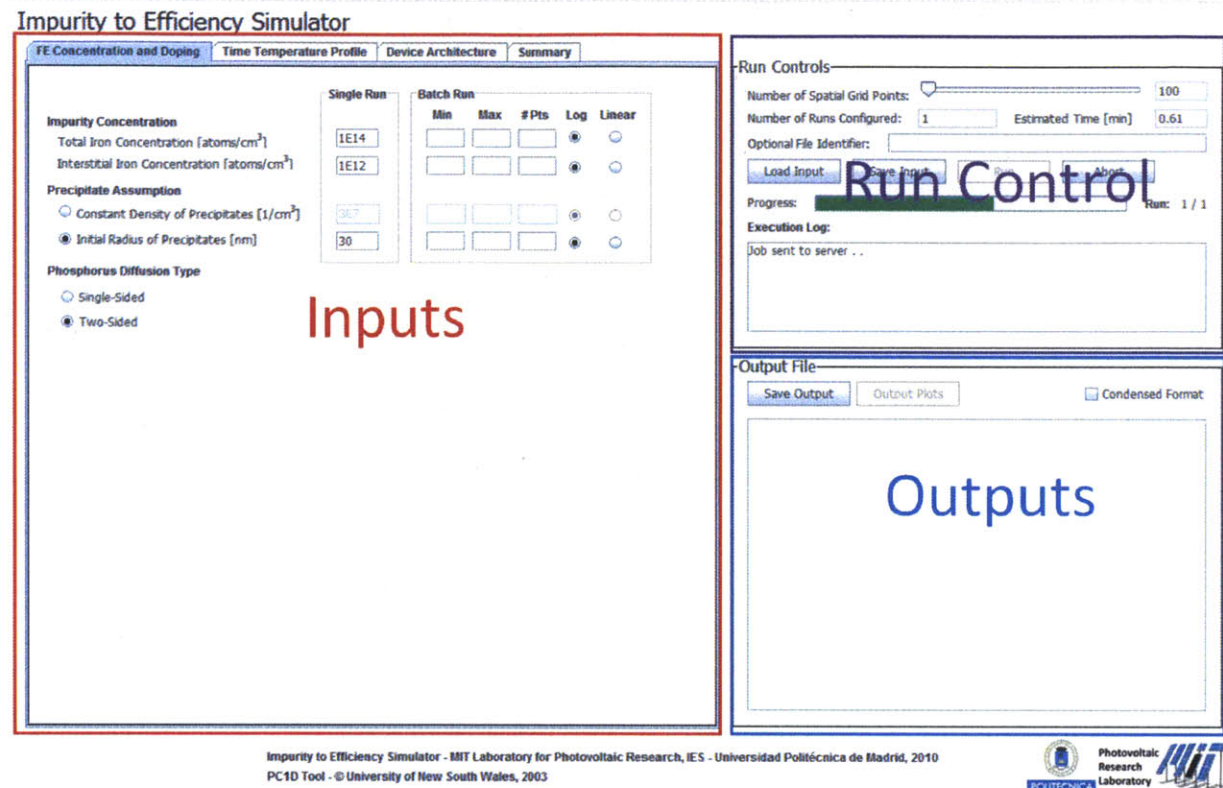 Impurity to Efficiency Simulator
FE Concentration and Doping Time Temperature Profile Device Architecture Summary
Single Run Batch Run
Min Max #Pts Log Linear
Impurity Concentration
Total Iron Concentration [atoms/cm³] 1E14
Interstitial Iron Concentration [atoms/cm³] 1E12
Precipitate Assumption
Constant Density of Precipitates [1/cm³] 3E7
Initial Radius of Precipitates [nm] 30
Phosphorus Diffusion Type
Single-Sided
Two-Sided
Inputs
Run Controls
Number of Spatial Grid Points: 100
Number of Runs Configured: 1 Estimated Time [min] 0.61
Optional File Identifier:
Load Input Save Input Run Abort
Run Control
Progress: Run: 1 / 1
Execution Log:
Job sent to server . .
Output File
Save Output Output Plots Condensed Format
Outputs
Impurity to Efficiency Simulator - MIT Laboratory for Photovoltaic Research, IES - Universidad Politécnica de Madrid, 2010
PC1D Tool - © University of New South Wales, 2003
POLITECNICA
Photovoltaic
Research
Laboratory